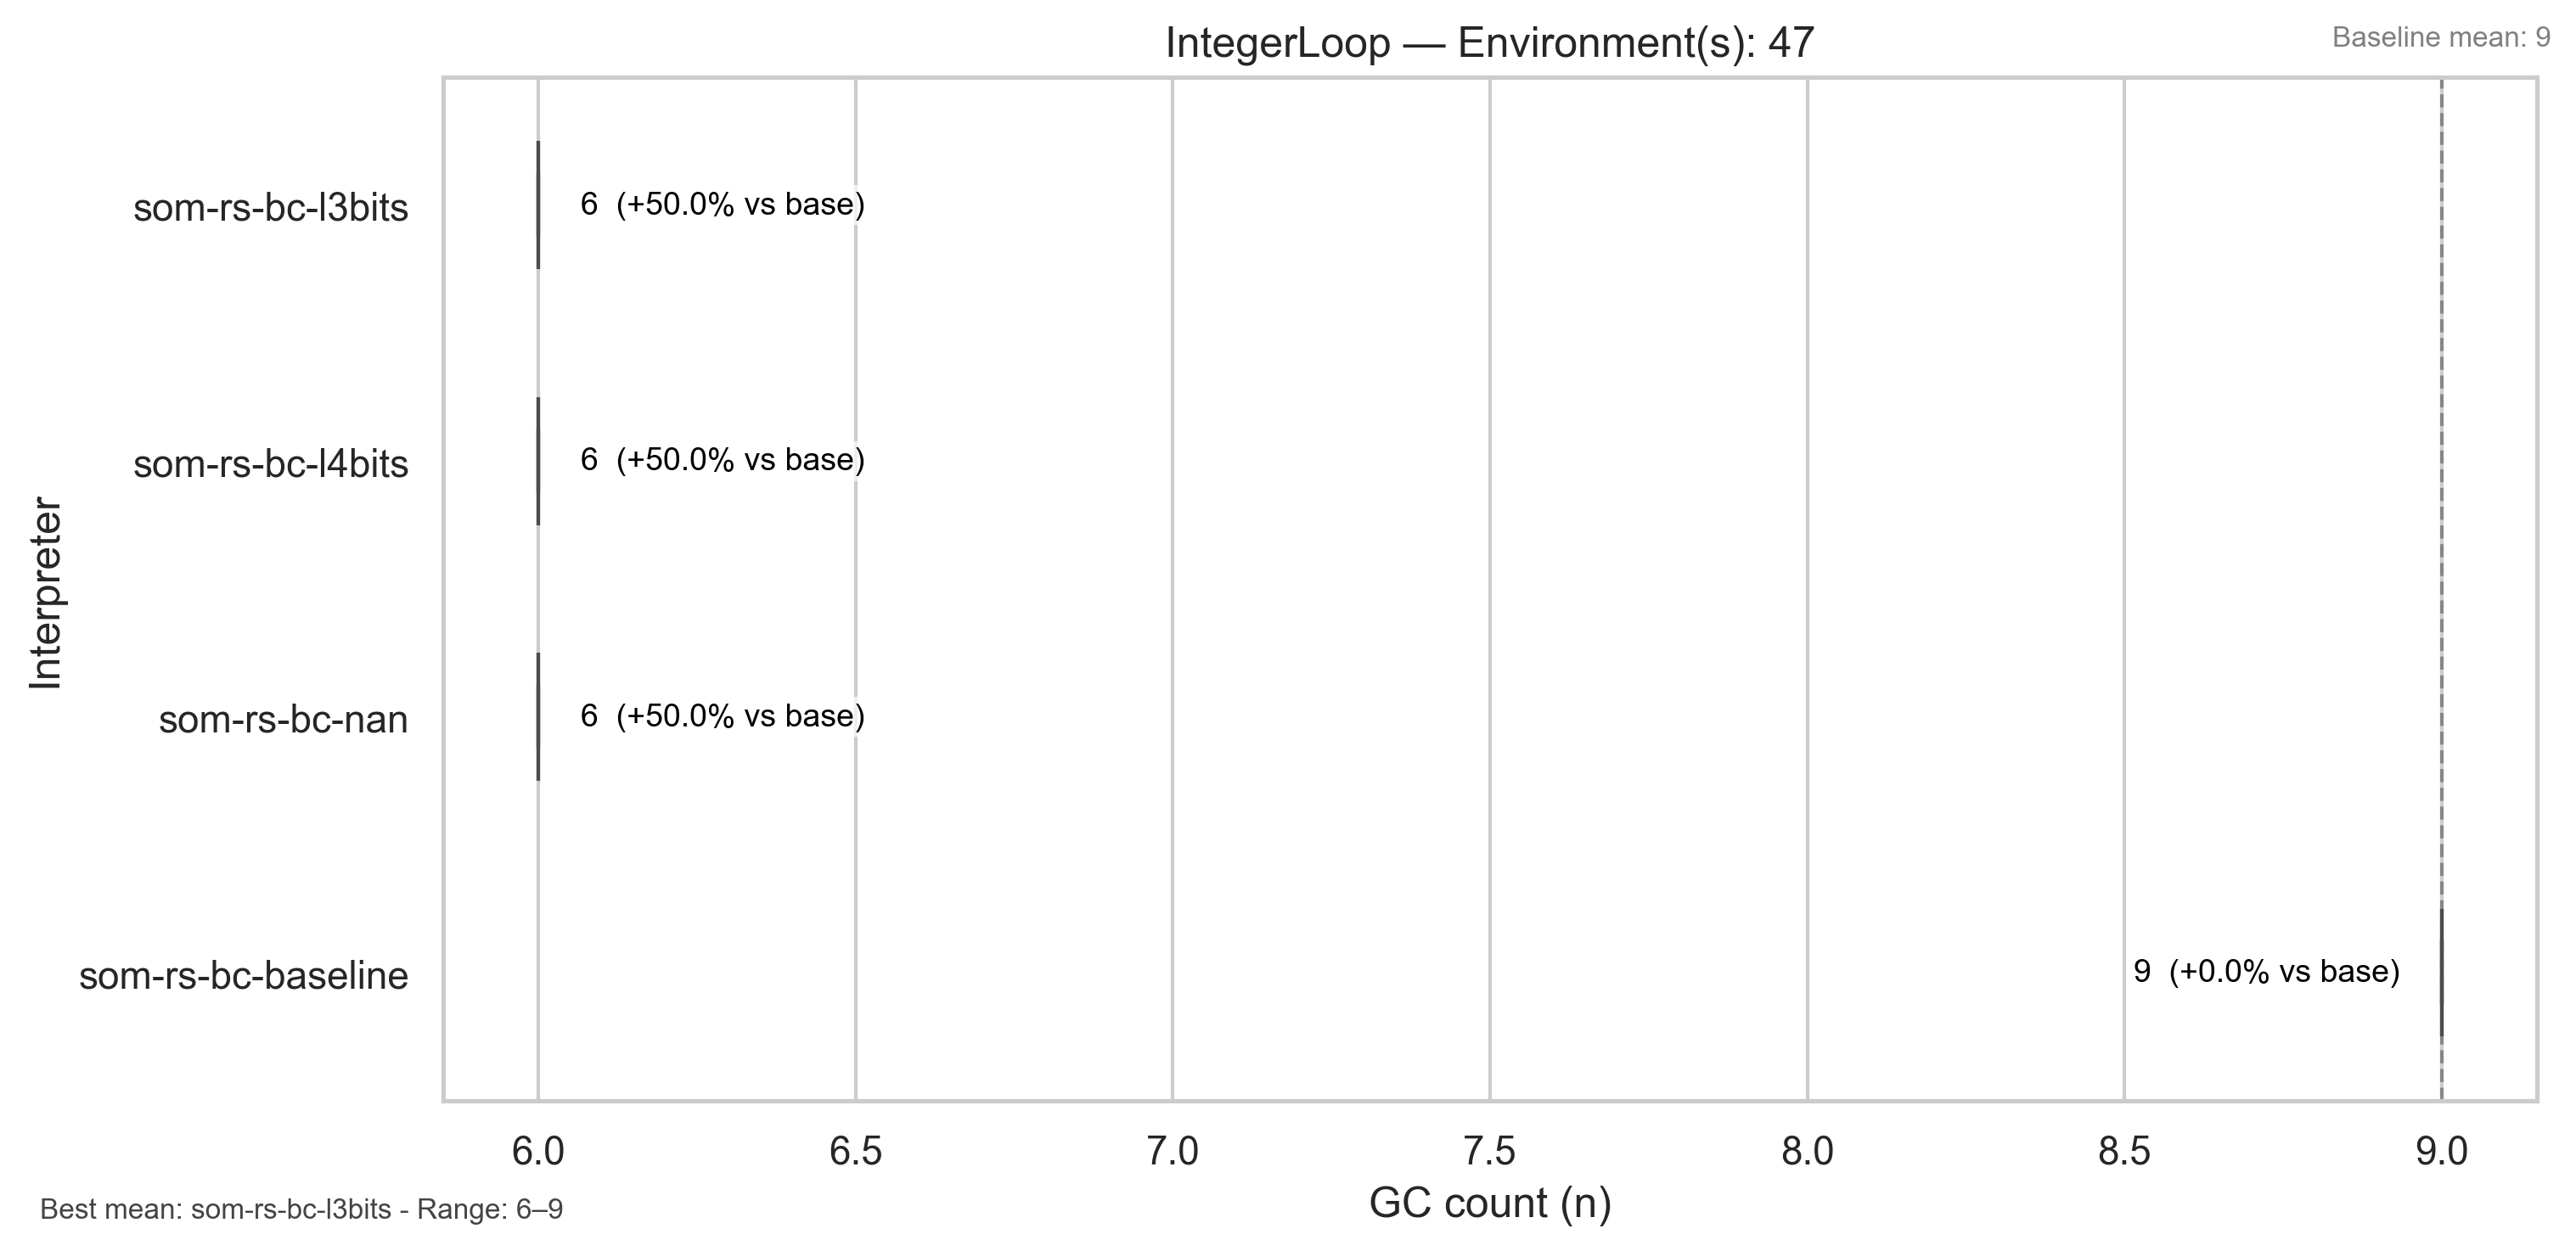 IntegerLoop — Environment(s): 47
Baseline mean: 9
Interpreter
som-rs-bc-l3bits
6 (+50.0% vs base)
som-rs-bc-l4bits
6 (+50.0% vs base)
som-rs-bc-nan
6 (+50.0% vs base)
som-rs-bc-baseline
9 (+0.0% vs base)
6.0 6.5 7.0 7.5 8.0 8.5 9.0
GC count (n)
Best mean: som-rs-bc-l3bits - Range: 6–9